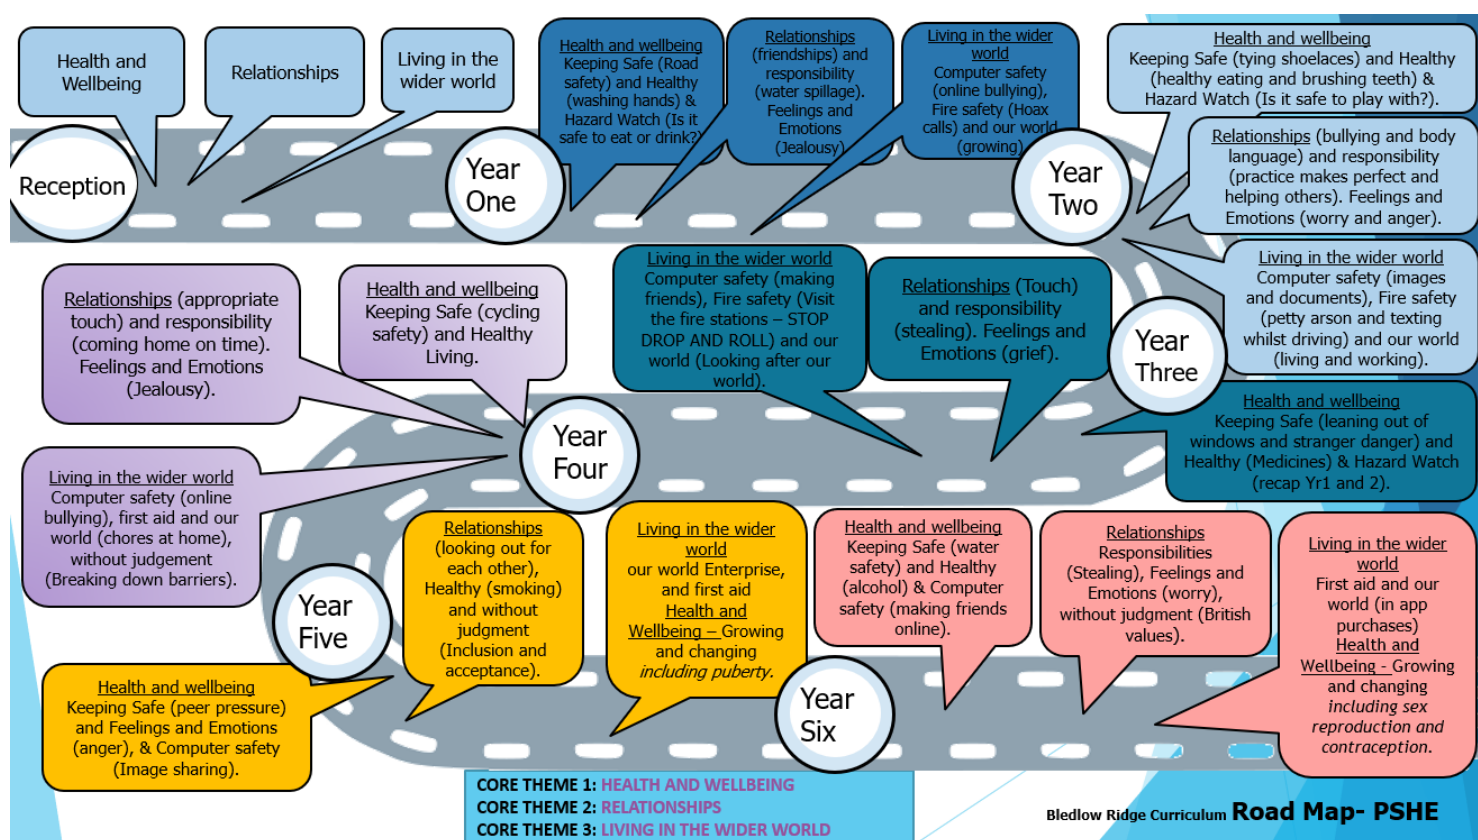 Health and
Wellbeing
Relationships
Living in the
wider world
Reception
Year
One
Health and wellbeing
Keeping Safe (Road
safety) and Healthy
(washing hands) &
Hazard Watch (Is it
safe to eat or drink?)
Relationships
(friendships) and
responsibility
(water spillage).
Feelings and
Emotions
(Jealousy)
Living in the wider
world
Computer safety
(online bullying),
Fire safety (Hoax
calls) and our world
(growing)
Year
Two
Health and wellbeing
Keeping Safe (tying shoelaces) and Healthy
(healthy eating and brushing teeth) &
Hazard Watch (Is it safe to play with?).
Relationships (bullying and body
language) and responsibility
(practice makes perfect and
helping others). Feelings and
Emotions (worry and anger).
Living in the wider world
Computer safety (images
and documents), Fire safety
(petty arson and texting
whilst driving) and our world
(living and working).
Year
Three
Health and wellbeing
Keeping Safe (leaning out of
windows and stranger danger) and
Healthy (Medicines) & Hazard Watch
(recap Yr1 and 2).
Relationships (Touch)
and responsibility
(stealing). Feelings and
Emotions (grief).
Living in the wider world
Computer safety (making
friends), Fire safety (Visit
the fire stations – STOP
DROP AND ROLL) and our
world (Looking after our
world).
Year
Four
Health and wellbeing
Keeping Safe (cycling
safety) and Healthy
Living.
Relationships (appropriate
touch) and responsibility
(coming home on time).
Feelings and Emotions
(Jealousy).
Living in the wider world
Computer safety (online
bullying), first aid and our
world (chores at home),
without judgement
(Breaking down barriers).
Year
Five
Health and wellbeing
Keeping Safe (peer pressure)
and Feelings and Emotions
(anger), & Computer safety
(Image sharing).
Relationships
(looking out for
each other),
Healthy (smoking)
and without
judgment
(Inclusion and
acceptance).
Living in the wider
world
our world Enterprise,
and first aid
Health and
Wellbeing – Growing
and changing
including puberty.
Year
Six
Health and wellbeing
Keeping Safe (water
safety) and Healthy
(alcohol) & Computer
safety (making friends
online).
Relationships
Responsibilities
(Stealing), Feelings and
Emotions (worry),
without judgment (British
values).
Living in the wider
world
First aid and our
world (in app
purchases)
Health and
Wellbeing - Growing
and changing
including sex
reproduction and
contraception.
CORE THEME 1: HEALTH AND WELLBEING
CORE THEME 2: RELATIONSHIPS
CORE THEME 3: LIVING IN THE WIDER WORLD
Bledlow Ridge Curriculum Road Map- PSHE